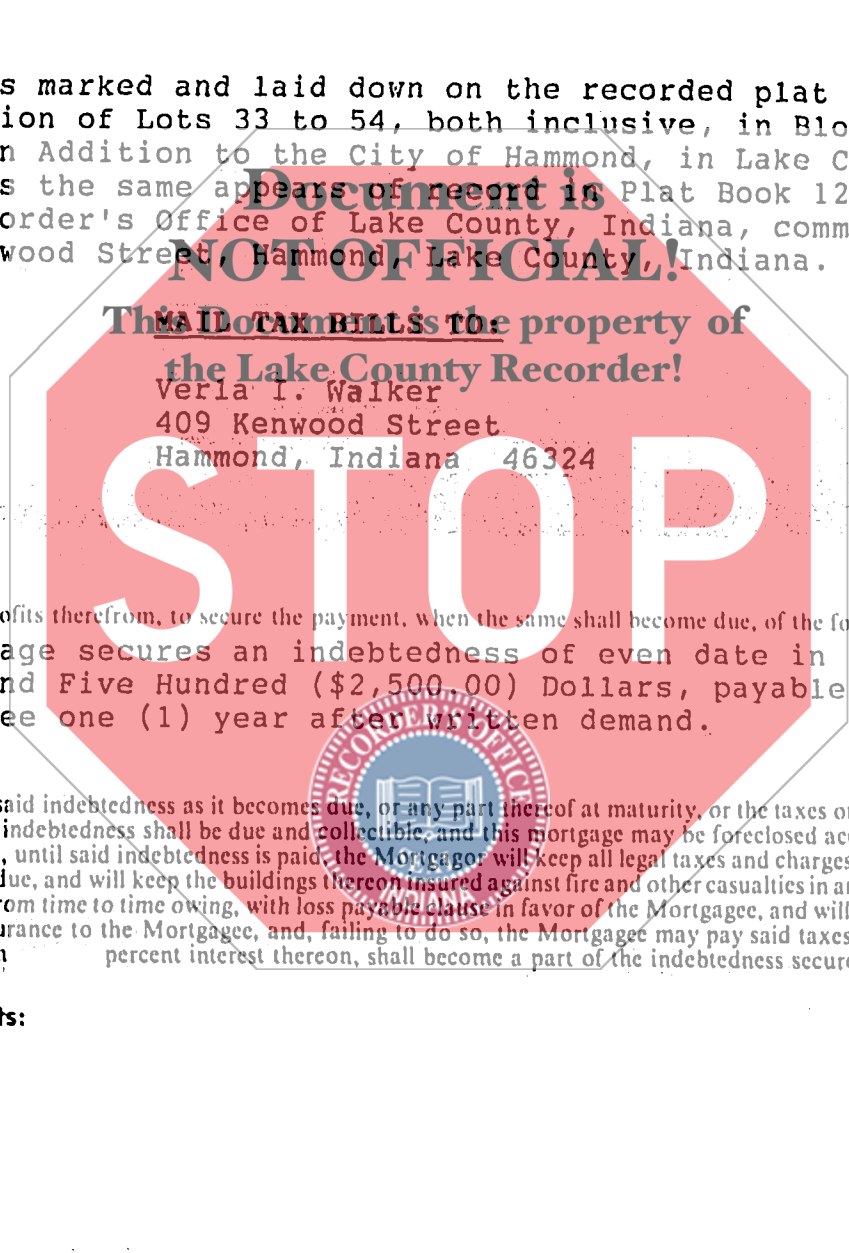 s marked and laid down on the recorded plat
ion of Lots 33 to 54, both inclusive, in Blo
n Addition to the City of Hammond, in Lake C
s the same appears of record in Plat Book 12
order's Office of Lake County, Indiana, comm
wood Street, Hammond, Lake County, Indiana.
Document is
NOT OFFICIAL!
This Document is the property of
the Lake County Recorder!
MAIL TAX BILLS TO:
Verla I. Walker
409 Kenwood Street
Hammond, Indiana 46324
STOP
ofits therefrom, to secure the payment, when the same shall become due, of the fo
age secures an indebtedness of even date in
nd Five Hundred ($2,500.00) Dollars, payable
ee one (1) year after written demand.
RECORDER'S OFFICE
said indebtedness as it becomes due, or any part thereof at maturity, or the taxes o
indebtedness shall be due and collectible, and this mortgage may be foreclosed ac
, until said indebtedness is paid, the Mortgagor will keep all legal taxes and charges
due, and will keep the buildings thereon insured against fire and other casualties in a
rom time to time owing, with loss payable clause in favor of the Mortgagee, and will
urance to the Mortgagee, and, failing to do so, the Mortgagee may pay said taxes
percent interest thereon, shall become a part of the indebtedness secure
INDIANA
ts: